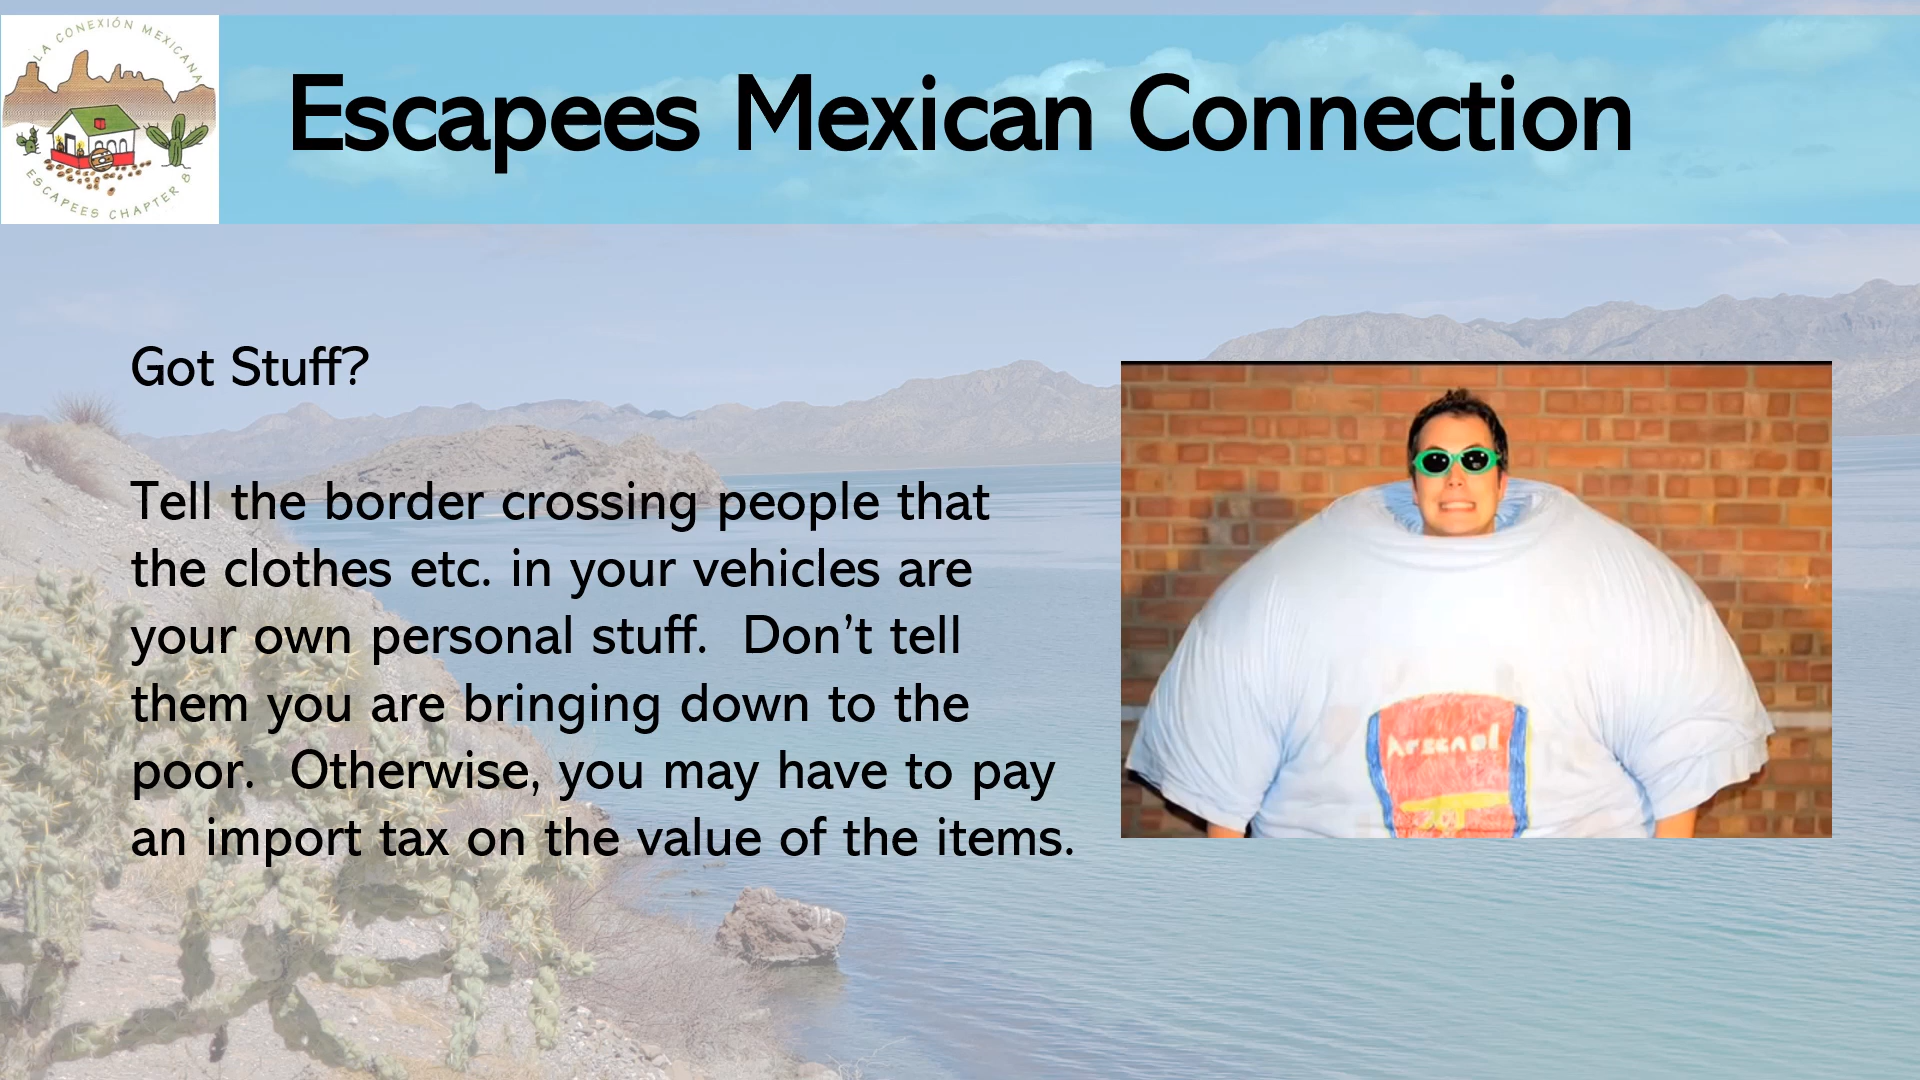 LA CONEXIÓN MEXICANA
ESCAPEES CHAPTER 8
Escapees Mexican Connection
Got Stuff?
Tell the border crossing people that
the clothes etc. in your vehicles are
your own personal stuff.  Don’t tell
them you are bringing down to the
poor.  Otherwise, you may have to pay
an import tax on the value of the items.
Arsenal